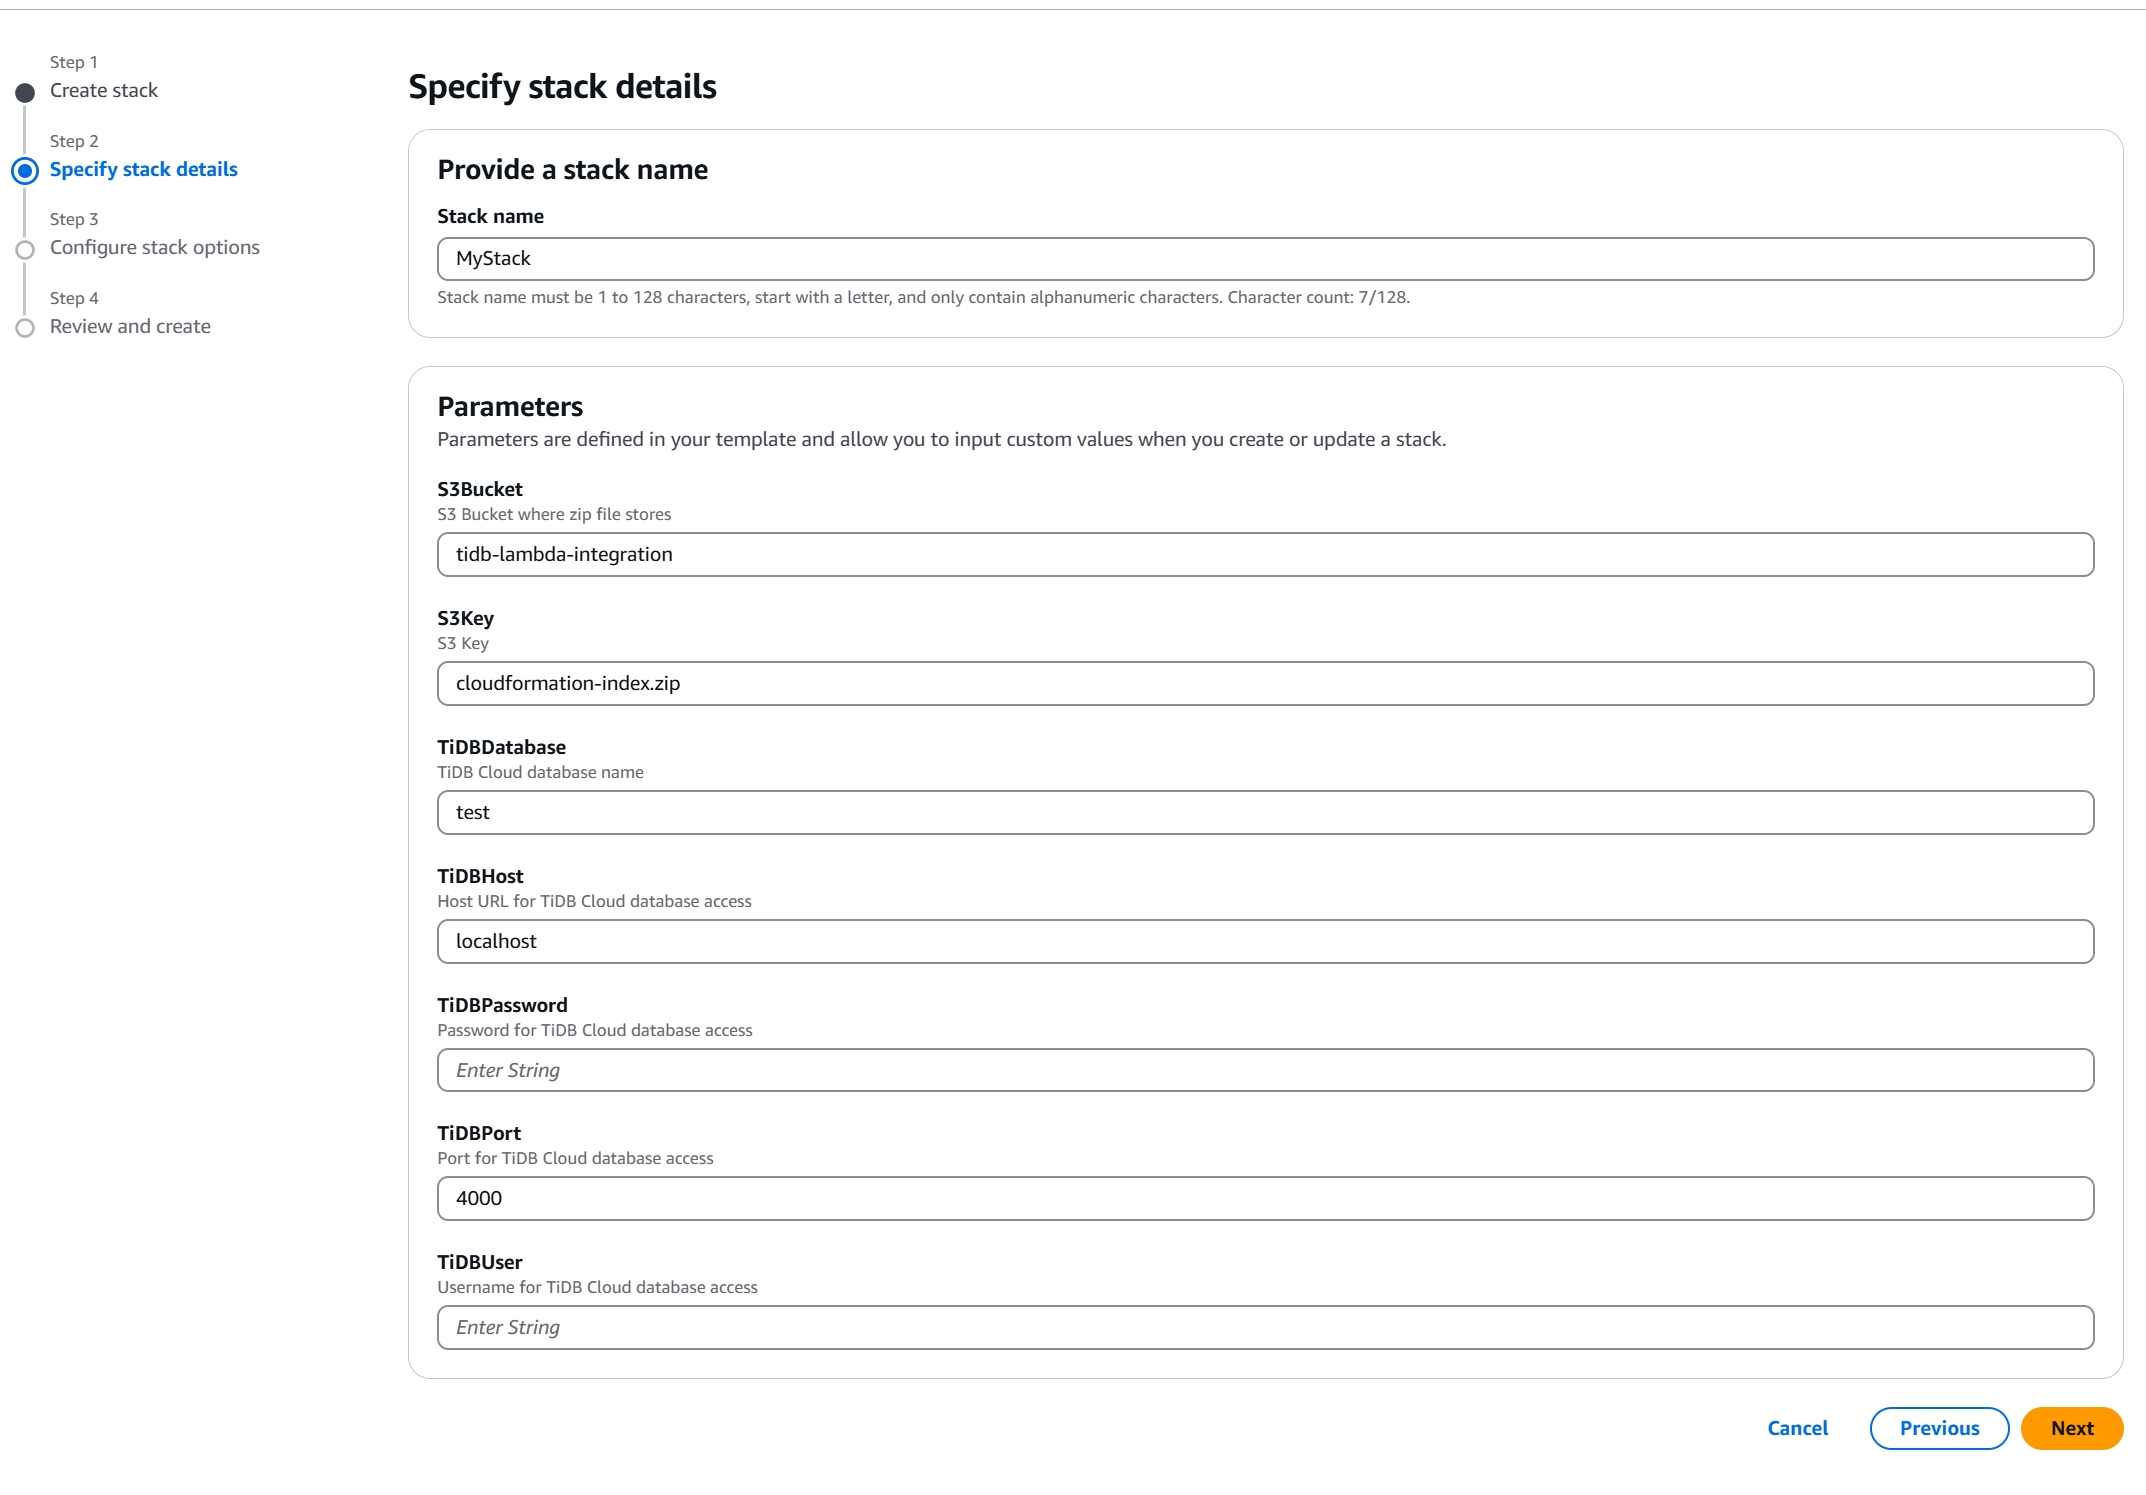 Step 1
Create stack
Step 2
Specify stack details
Step 3
Configure stack options
Step 4
Review and create
Specify stack details
Provide a stack name
Stack name
MyStack
Stack name must be 1 to 128 characters, start with a letter, and only contain alphanumeric characters. Character count: 7/128.
Parameters
Parameters are defined in your template and allow you to input custom values when you create or update a stack.
S3Bucket
S3 Bucket where zip file stores
tidb-lambda-integration
S3Key
S3 Key
cloudformation-index.zip
TiDBDatabase
TiDB Cloud database name
test
TiDBHost
Host URL for TiDB Cloud database access
localhost
TiDBPassword
Password for TiDB Cloud database access
Enter String
TiDBPort
Port for TiDB Cloud database access
4000
TiDBUser
Username for TiDB Cloud database access
Enter String
Cancel
Previous
Next